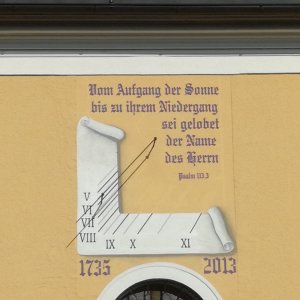 Vom Aufgang der Sonne
bis zu ihrem Niedergang
sei gelobet
der Name
des Herrn
Psalm 113,3
V
VI
VII
VIII
IX X XI
1735 2013